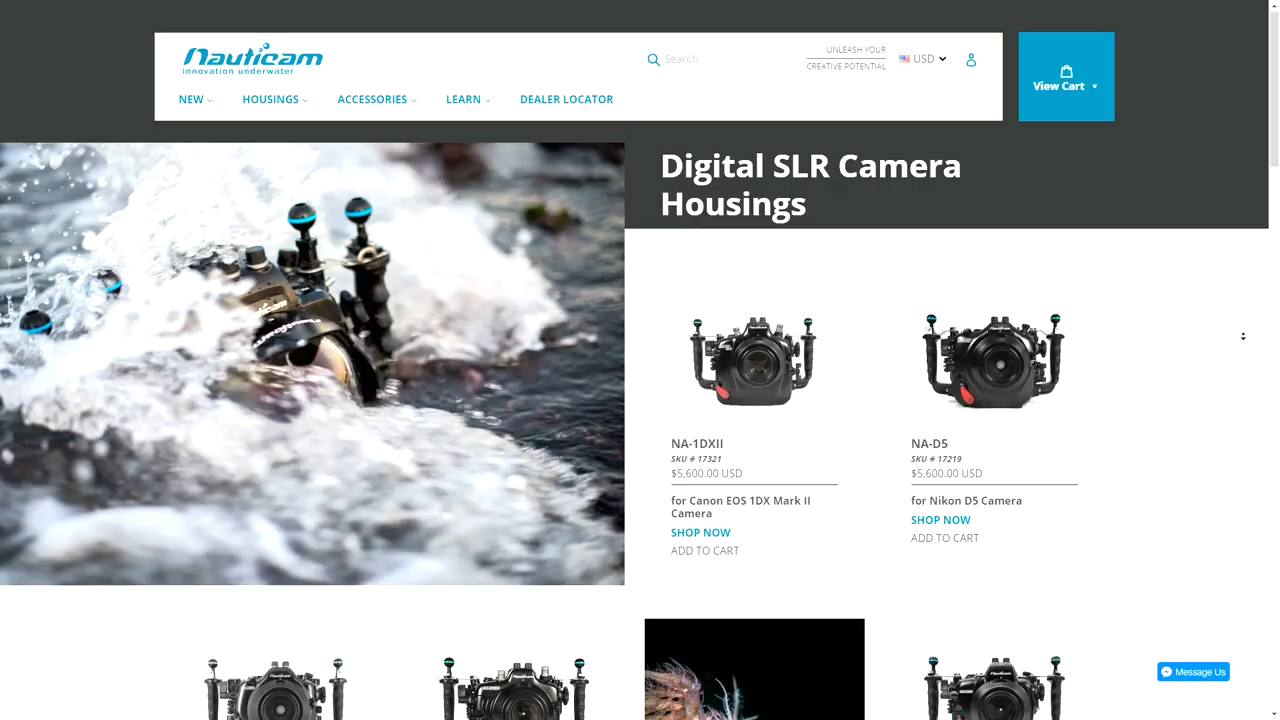 Nauticam
innovation underwater
Search
UNLEASH YOUR
CREATIVE POTENTIAL
USD
View Cart
NEW
HOUSINGS
ACCESSORIES
LEARN
DEALER LOCATOR
Digital SLR Camera
Housings
NA-1DXII
SKU # 17321
$5,600.00 USD
for Canon EOS 1DX Mark II
Camera
SHOP NOW
ADD TO CART
NA-D5
SKU # 17219
$5,600.00 USD
for Nikon D5 Camera
SHOP NOW
ADD TO CART
Message Us